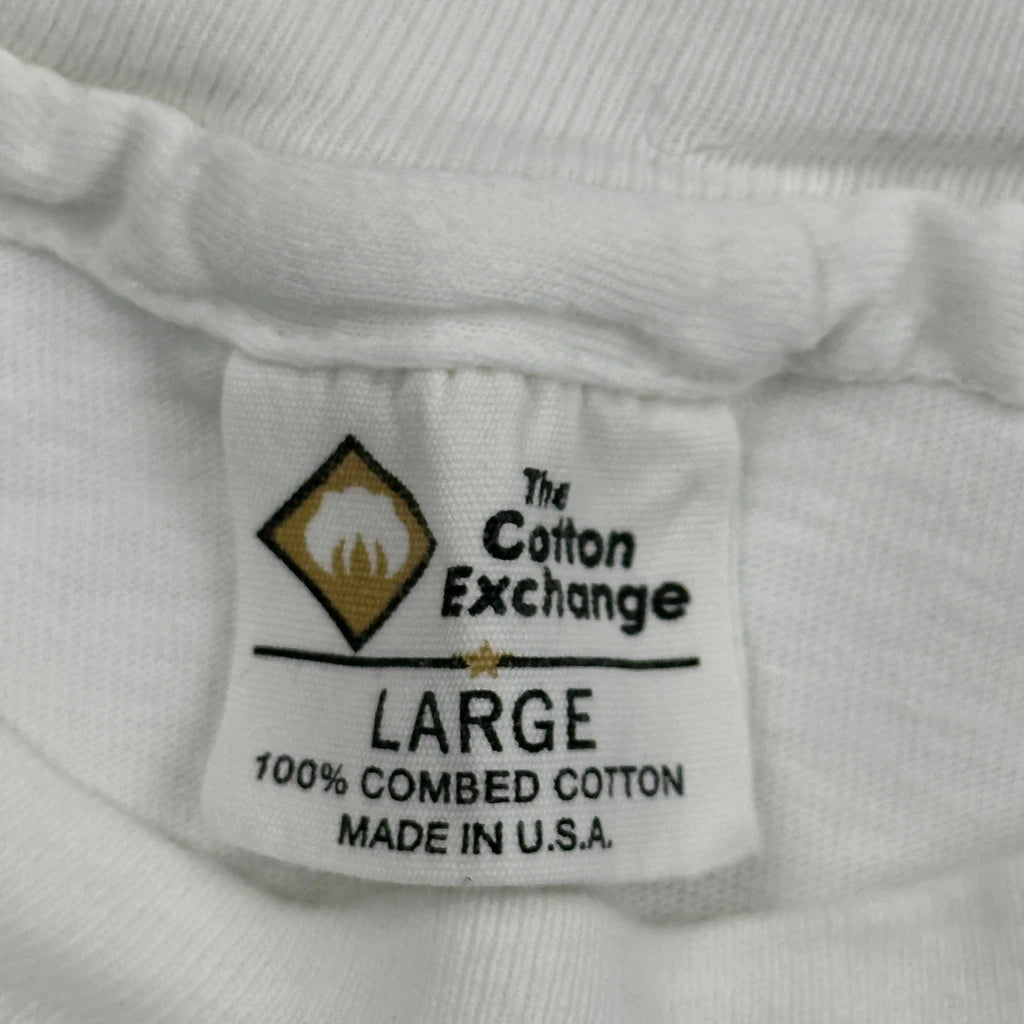 The
Cotton
Exchange
LARGE
100% COMBED COTTON
MADE IN U.S.A.